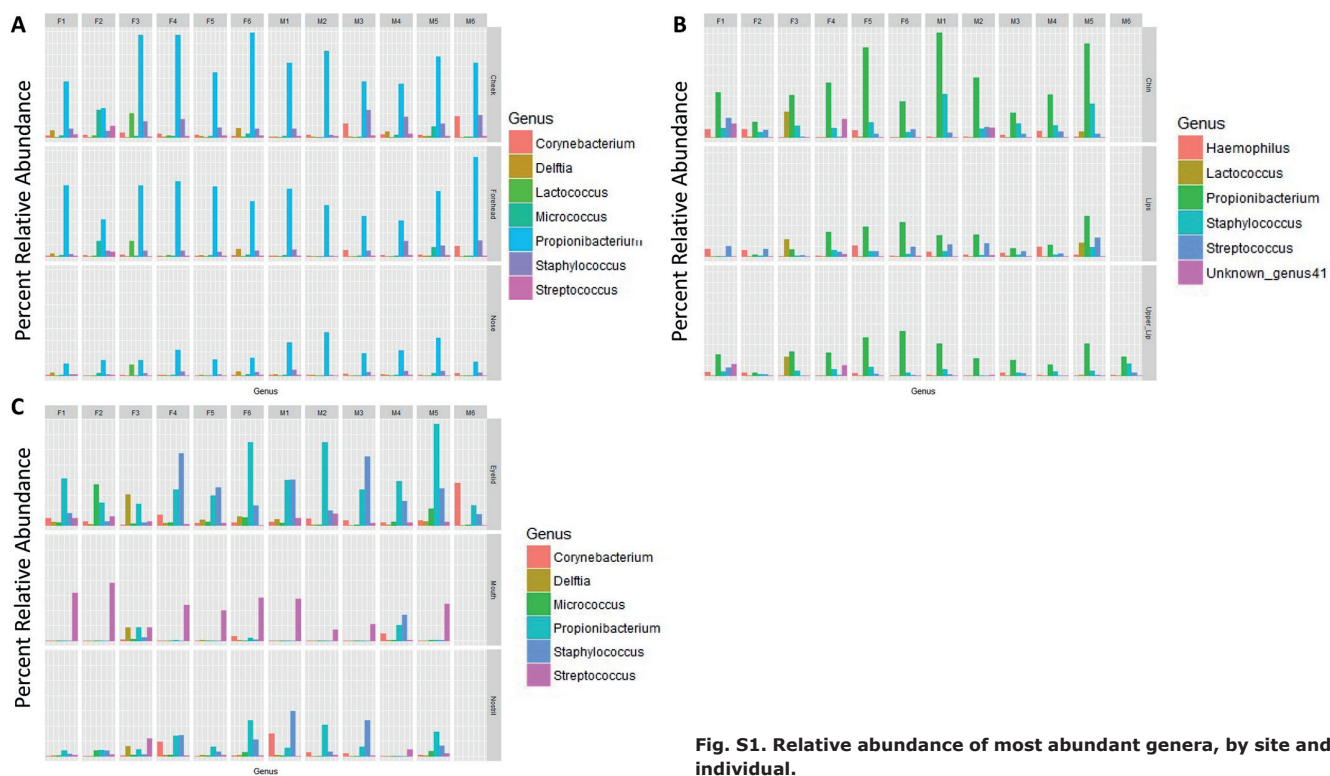 A
F1 F2 F3 F4 F5 F6 M1 M2 M3 M4 M5 M6
Percent Relative Abundance
Cheek
Forehead
Nose
Genus
Genus
Corynebacterium
Delftia
Lactococcus
Micrococcus
Propionibacterium
Staphylococcus
Streptococcus
B
F1 F2 F3 F4 F5 F6 M1 M2 M3 M4 M5 M6
Percent Relative Abundance
Chin
Lips
Upper_Lip
Genus
Genus
Haemophilus
Lactococcus
Propionibacterium
Staphylococcus
Streptococcus
Unknown_genus41
C
F1 F2 F3 F4 F5 F6 M1 M2 M3 M4 M5 M6
Percent Relative Abundance
Eyelid
Mouth
Nostril
Genus
Genus
Corynebacterium
Delftia
Micrococcus
Propionibacterium
Staphylococcus
Streptococcus
Fig. S1. Relative abundance of most abundant genera, by site and
individual.